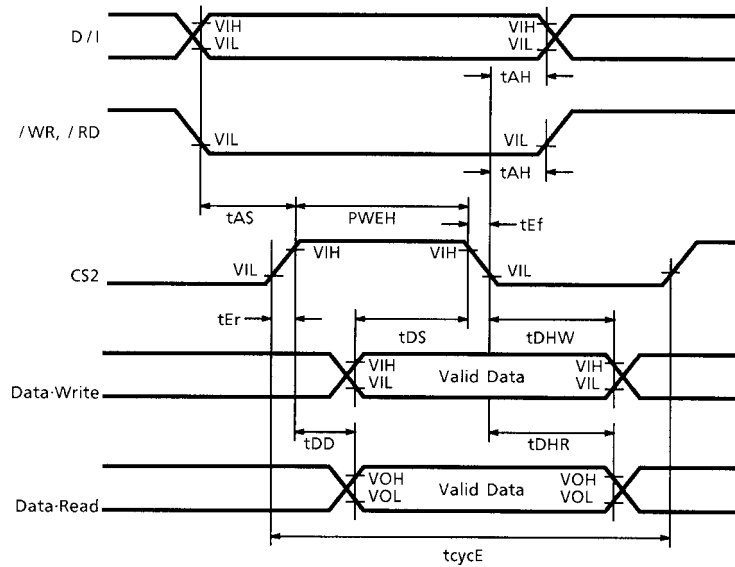 D / I
VIH
VIL
VIH
VIL
tAH
/ WR, / RD
VIL
VIL
tAH
tAS
PWEH
tEf
CS2
VIL
VIH
VIH
VIL
tEr
tDS
tDHW
Data·Write
VIH
VIL
Valid Data
VIH
VIL
tDD
tDHR
Data·Read
VOH
VOL
Valid Data
VOH
VOL
tcycE